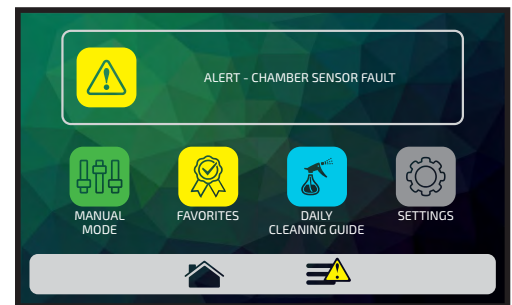 ALERT - CHAMBER SENSOR FAULT
MANUAL
MODE
FAVORITES
DAILY
CLEANING GUIDE
SETTINGS